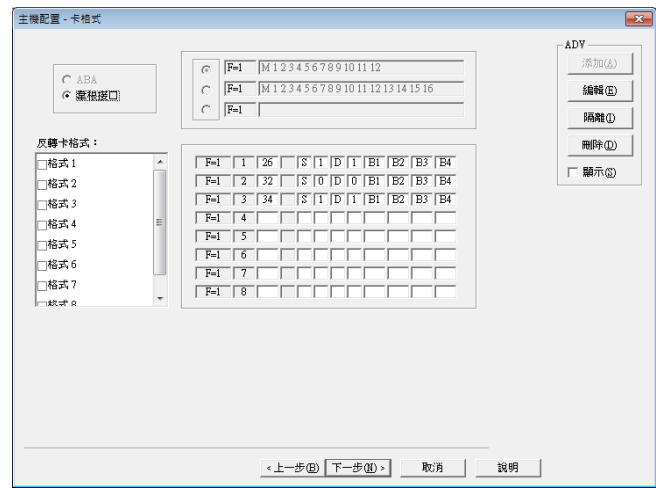 主機配置 - 卡格式
ABA
韋根接口
F=1 M 1 2 3 4 5 6 7 8 9 10 11 12
F=1 M 1 2 3 4 5 6 7 8 9 10 11 12 13 14 15 16
F=1
ADV
添加(A)
編輯(E)
隔離(I)
刪除(D)
顯示(S)
反轉卡格式：
格式 1
格式 2
格式 3
格式 4
格式 5
格式 6
格式 7
格式 8
F=1 1 26 S 1 D 1 B1 B2 B3 B4
F=1 2 32 S 0 D 0 B1 B2 B3 B4
F=1 3 34 S 1 D 1 B1 B2 B3 B4
F=1 4
F=1 5
F=1 6
F=1 7
F=1 8
<上一步(B)
下一步(N)>
取消
說明